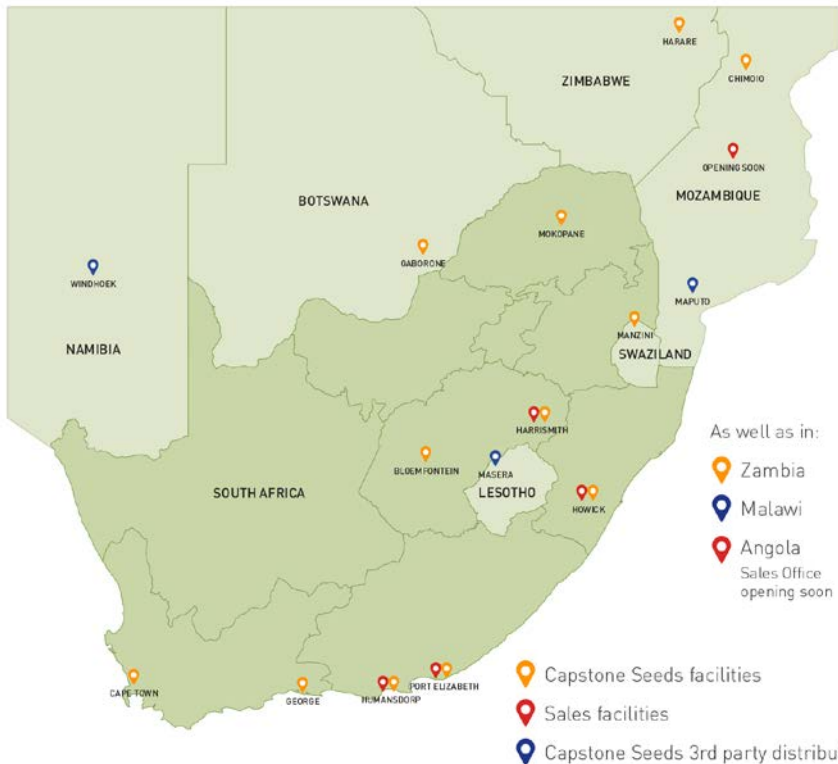 HARARE
CHIMOIO
ZIMBABWE
OPENING SOON
MOZAMBIQUE
BOTSWANA
MOKOPANE
GABORONE
WINDHOEK
MAPUTO
MANZINI
NAMIBIA
SWAZILAND
HARRISMITH
BLOEMFONTEIN
MASERA
LESOTHO
SOUTH AFRICA
HOWICK
As well as in:
Zambia
Malawi
Angola
Sales Office
opening soon
CAPE TOWN
GEORGE
HUMANSDORP
PORT ELIZABETH
Capstone Seeds facilities
Sales facilities
Capstone Seeds 3rd party distribu